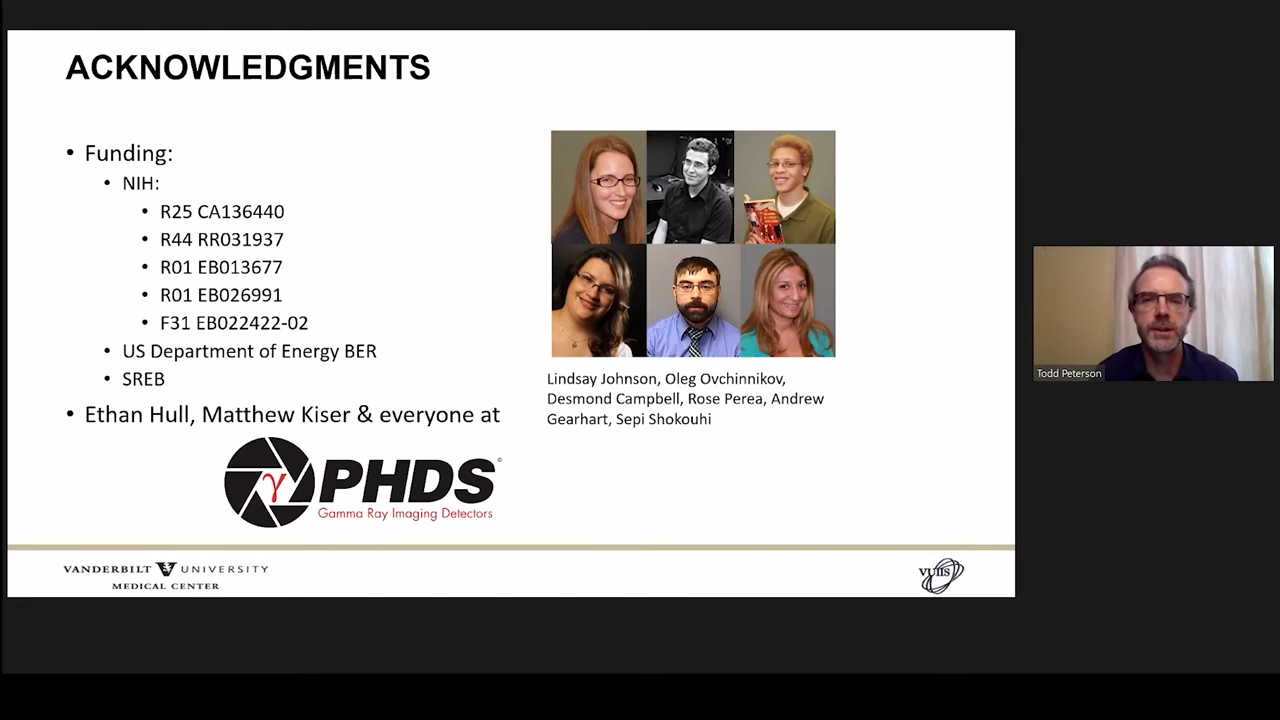 ACKNOWLEDGMENTS
• Funding:
• NIH:
• R25 CA136440
• R44 RR031937
• R01 EB013677
• R01 EB026991
• F31 EB022422-02
• US Department of Energy BER
• SREB
• Ethan Hull, Matthew Kiser & everyone at
γ PHDS
Gamma Ray Imaging Detectors
Lindsay Johnson, Oleg Ovchinnikov,
Desmond Campbell, Rose Perea, Andrew
Gearhart, Sepi Shokouhi
Todd Peterson
VANDERBILT V UNIVERSITY
MEDICAL CENTER
VUIIS